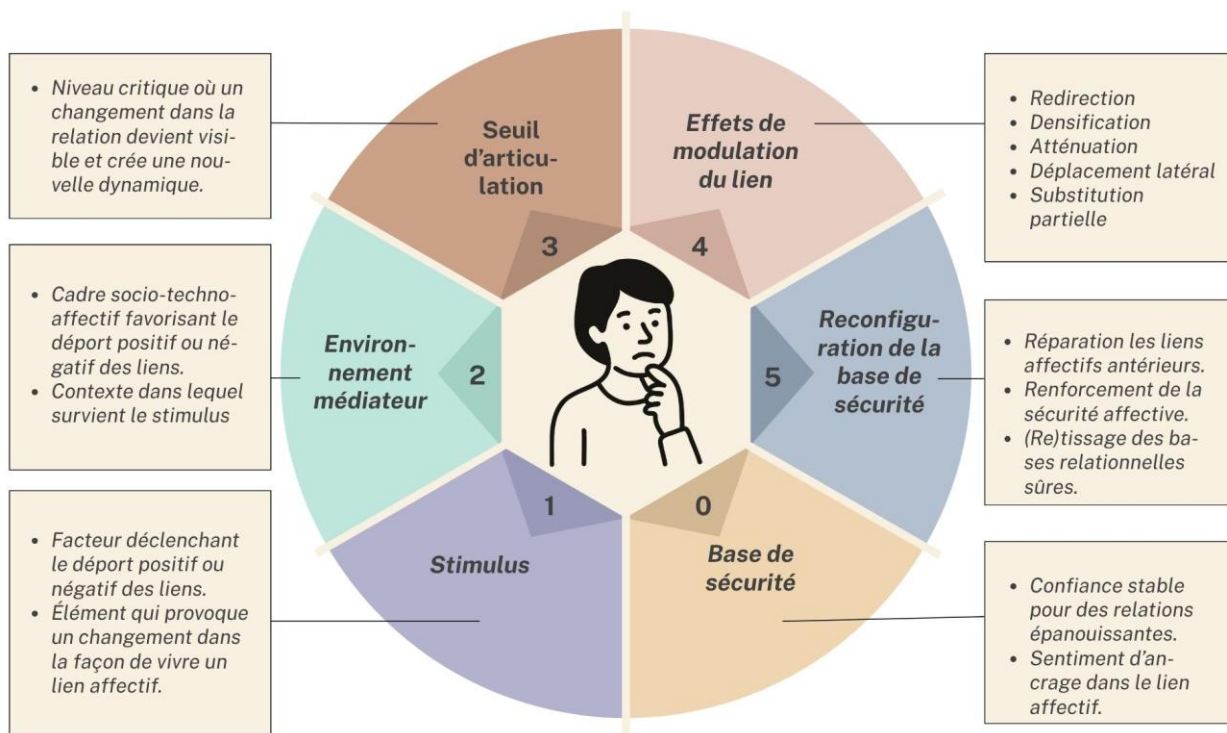 • Niveau critique où un
changement dans la
relation devient visi-
ble et crée une nou-
velle dynamique.
Seuil
d'articu-
lation
3
Effets de
modulation
du lien
4
• Redirection
• Densification
• Atténuation
• Déplacement latéral
• Substitution
partielle
• Cadre socio-techno-
affectif favorisant le
déport positif ou né-
gatif des liens.
• Contexte dans lequel
survient le stimulus
Environ-
nement
médiateur
2
5
Reconfigu-
ration de la
base de
sécurité
• Réparation les liens
affectifs antérieurs.
• Renforcement de la
sécurité affective.
• (Re)tissage des ba-
ses relationnelles
sûres.
• Facteur déclenchant
le déport positif ou
négatif des liens.
• Élément qui provoque
un changement dans
la façon de vivre un
lien affectif.
1
Stimulus
0
Base de
sécurité
• Confiance stable
pour des relations
épanouissantes.
• Sentiment d'an-
crage dans le lien
affectif.